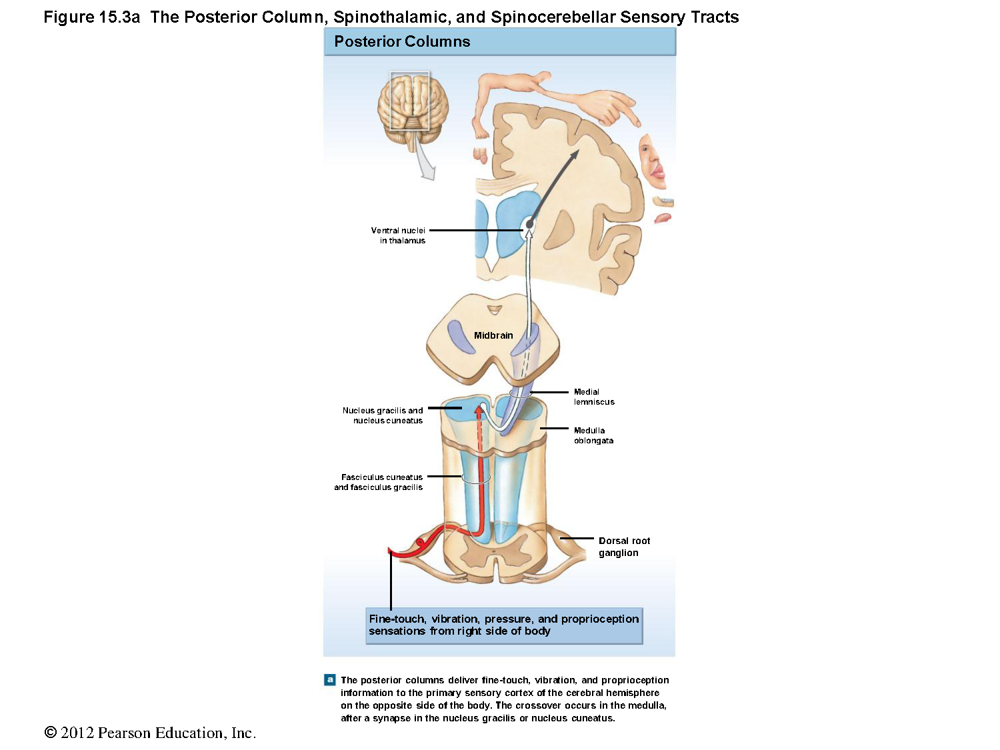 Figure 15.3a The Posterior Column, Spinothalamic, and Spinocerebellar Sensory Tracts
Posterior Columns
Ventral nuclei
in thalamus
Midbrain
Medial
lemniscus
Nucleus gracilis and
nucleus cuneatus
Medulla
oblongata
Fasciculus cuneatus
and fasciculus gracilis
Dorsal root
ganglion
Fine-touch, vibration, pressure, and proprioception
sensations from right side of body
a The posterior columns deliver fine-touch, vibration, and proprioception
information to the primary sensory cortex of the cerebral hemisphere
on the opposite side of the body. The crossover occurs in the medulla,
after a synapse in the nucleus gracilis or nucleus cuneatus.
© 2012 Pearson Education, Inc.